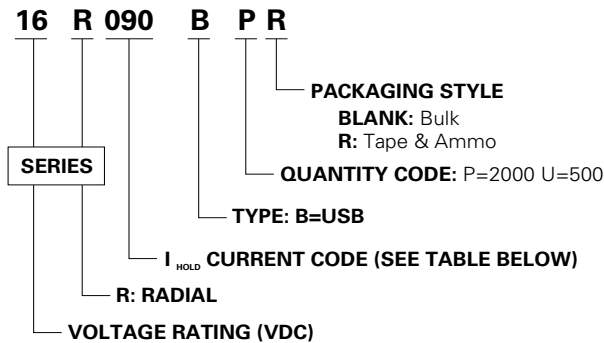 16 R 090 B P R
PACKAGING STYLE
BLANK: Bulk
R: Tape & Ammo
SERIES
QUANTITY CODE: P=2000 U=500
TYPE: B=USB
I HOLD CURRENT CODE (SEE TABLE BELOW)
R: RADIAL
VOLTAGE RATING (VDC)